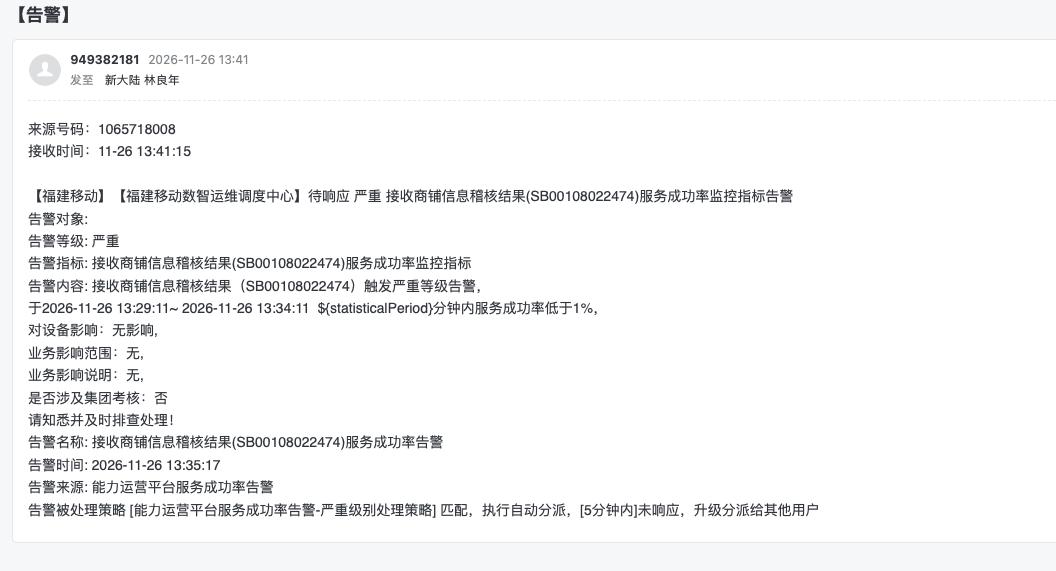 【告警】
949382181 2026-11-26 13:41
发至 新大陆 林良年
来源号码：1065718008
接收时间：11-26 13:41:15
【福建移动】【福建移动数智运维调度中心】待响应 严重 接收商铺信息稽核结果(SB00108022474)服务成功率监控指标告警
告警对象:
告警等级: 严重
告警指标: 接收商铺信息稽核结果(SB00108022474)服务成功率监控指标
告警内容: 接收商铺信息稽核结果（SB00108022474）触发严重等级告警，
于2026-11-26 13:29:11~ 2026-11-26 13:34:11 ${statisticalPeriod}分钟内服务成功率低于1%，
对设备影响：无影响,
业务影响范围：无,
业务影响说明：无,
是否涉及集团考核：否
请知悉并及时排查处理！
告警名称: 接收商铺信息稽核结果(SB00108022474)服务成功率告警
告警时间: 2026-11-26 13:35:17
告警来源: 能力运营平台服务成功率告警
告警被处理策略 [能力运营平台服务成功率告警-严重级别处理策略] 匹配，执行自动分派，[5分钟内]未响应，升级分派给其他用户